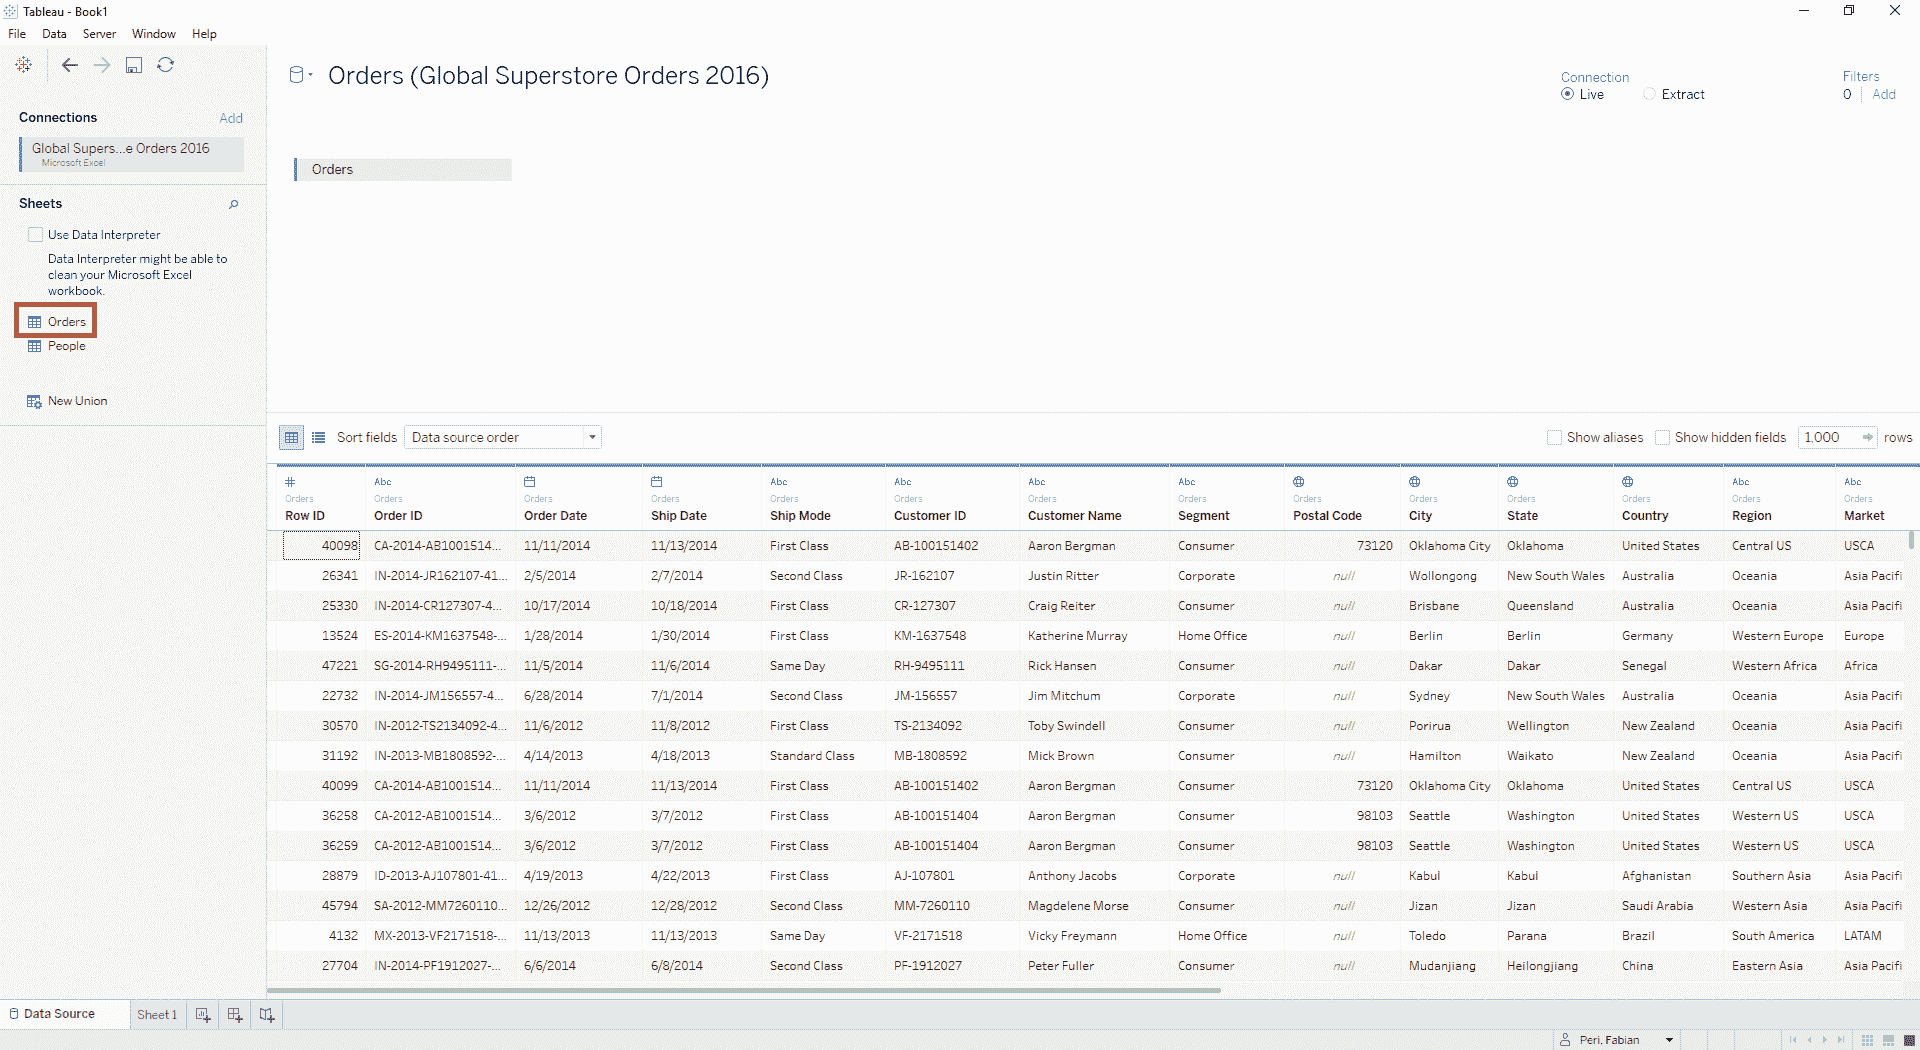 Tableau - Book1
File Data Server Window Help
Orders (Global Superstore Orders 2016)
Connection
Live Extract
Filters
0 Add
Connections Add
Global Supers...e Orders 2016
Microsoft Excel
Orders
Sheets
Use Data Interpreter
Data Interpreter might be able to
clean your Microsoft Excel
workbook.
Orders
People
New Union
Sort fields Data source order Show aliases Show hidden fields 1,000 rows
# Abc Abc Abc Abc Abc Abc Abc
Orders Orders Orders Orders Orders Orders Orders Orders Orders Orders Orders Orders Orders Orders
Row ID Order ID Order Date Ship Date Ship Mode Customer ID Customer Name Segment Postal Code City State Country Region Market
40098 CA-2014-AB1001514... 11/11/2014 11/13/2014 First Class AB-100151402 Aaron Bergman Consumer 73120 Oklahoma City Oklahoma United States Central US USCA
26341 IN-2014-JR162107-41... 2/5/2014 2/7/2014 Second Class JR-162107 Justin Ritter Corporate null Wollongong New South Wales Australia Oceania Asia Pacifi
25330 IN-2014-CR127307-4... 10/17/2014 10/18/2014 First Class CR-127307 Craig Reiter Consumer null Brisbane Queensland Australia Oceania Asia Pacifi
13524 ES-2014-KM1637548-... 1/28/2014 1/30/2014 First Class KM-1637548 Katherine Murray Home Office null Berlin Berlin Germany Western Europe Europe
47221 SG-2014-RH9495111-... 11/5/2014 11/6/2014 Same Day RH-9495111 Rick Hansen Consumer null Dakar Dakar Senegal Western Africa Africa
22732 IN-2014-JM156557-4... 6/28/2014 7/1/2014 Second Class JM-156557 Jim Mitchum Corporate null Sydney New South Wales Australia Oceania Asia Pacifi
30570 IN-2012-TS2134092-4... 11/6/2012 11/8/2012 First Class TS-2134092 Toby Swindell Consumer null Porirua Wellington New Zealand Oceania Asia Pacifi
31192 IN-2013-MB1808592-... 4/14/2013 4/18/2013 Standard Class MB-1808592 Mick Brown Consumer null Hamilton Waikato New Zealand Oceania Asia Pacifi
40099 CA-2014-AB1001514... 11/11/2014 11/13/2014 First Class AB-100151402 Aaron Bergman Consumer 73120 Oklahoma City Oklahoma United States Central US USCA
36258 CA-2012-AB1001514... 3/6/2012 3/7/2012 First Class AB-100151404 Aaron Bergman Consumer 98103 Seattle Washington United States Western US USCA
36259 CA-2012-AB1001514... 3/6/2012 3/7/2012 First Class AB-100151404 Aaron Bergman Consumer 98103 Seattle Washington United States Western US USCA
28879 ID-2013-AJ107801-41... 4/19/2013 4/22/2013 First Class AJ-107801 Anthony Jacobs Corporate null Kabul Kabul Afghanistan Southern Asia Asia Pacifi
45794 SA-2012-MM7260110... 12/26/2012 12/28/2012 Second Class MM-7260110 Magdelene Morse Consumer null Jizan Jizan Saudi Arabia Western Asia Asia Pacifi
4132 MX-2013-VF2171518-... 11/13/2013 11/13/2013 Same Day VF-2171518 Vicky Freymann Home Office null Toledo Parana Brazil South America LATAM
27704 IN-2014-PF1912027-... 6/6/2014 6/8/2014 Second Class PF-1912027 Peter Fuller Consumer null Mudanjiang Heilongjiang China Eastern Asia Asia Pacifi
Data Source Sheet 1
Peri, Fabian